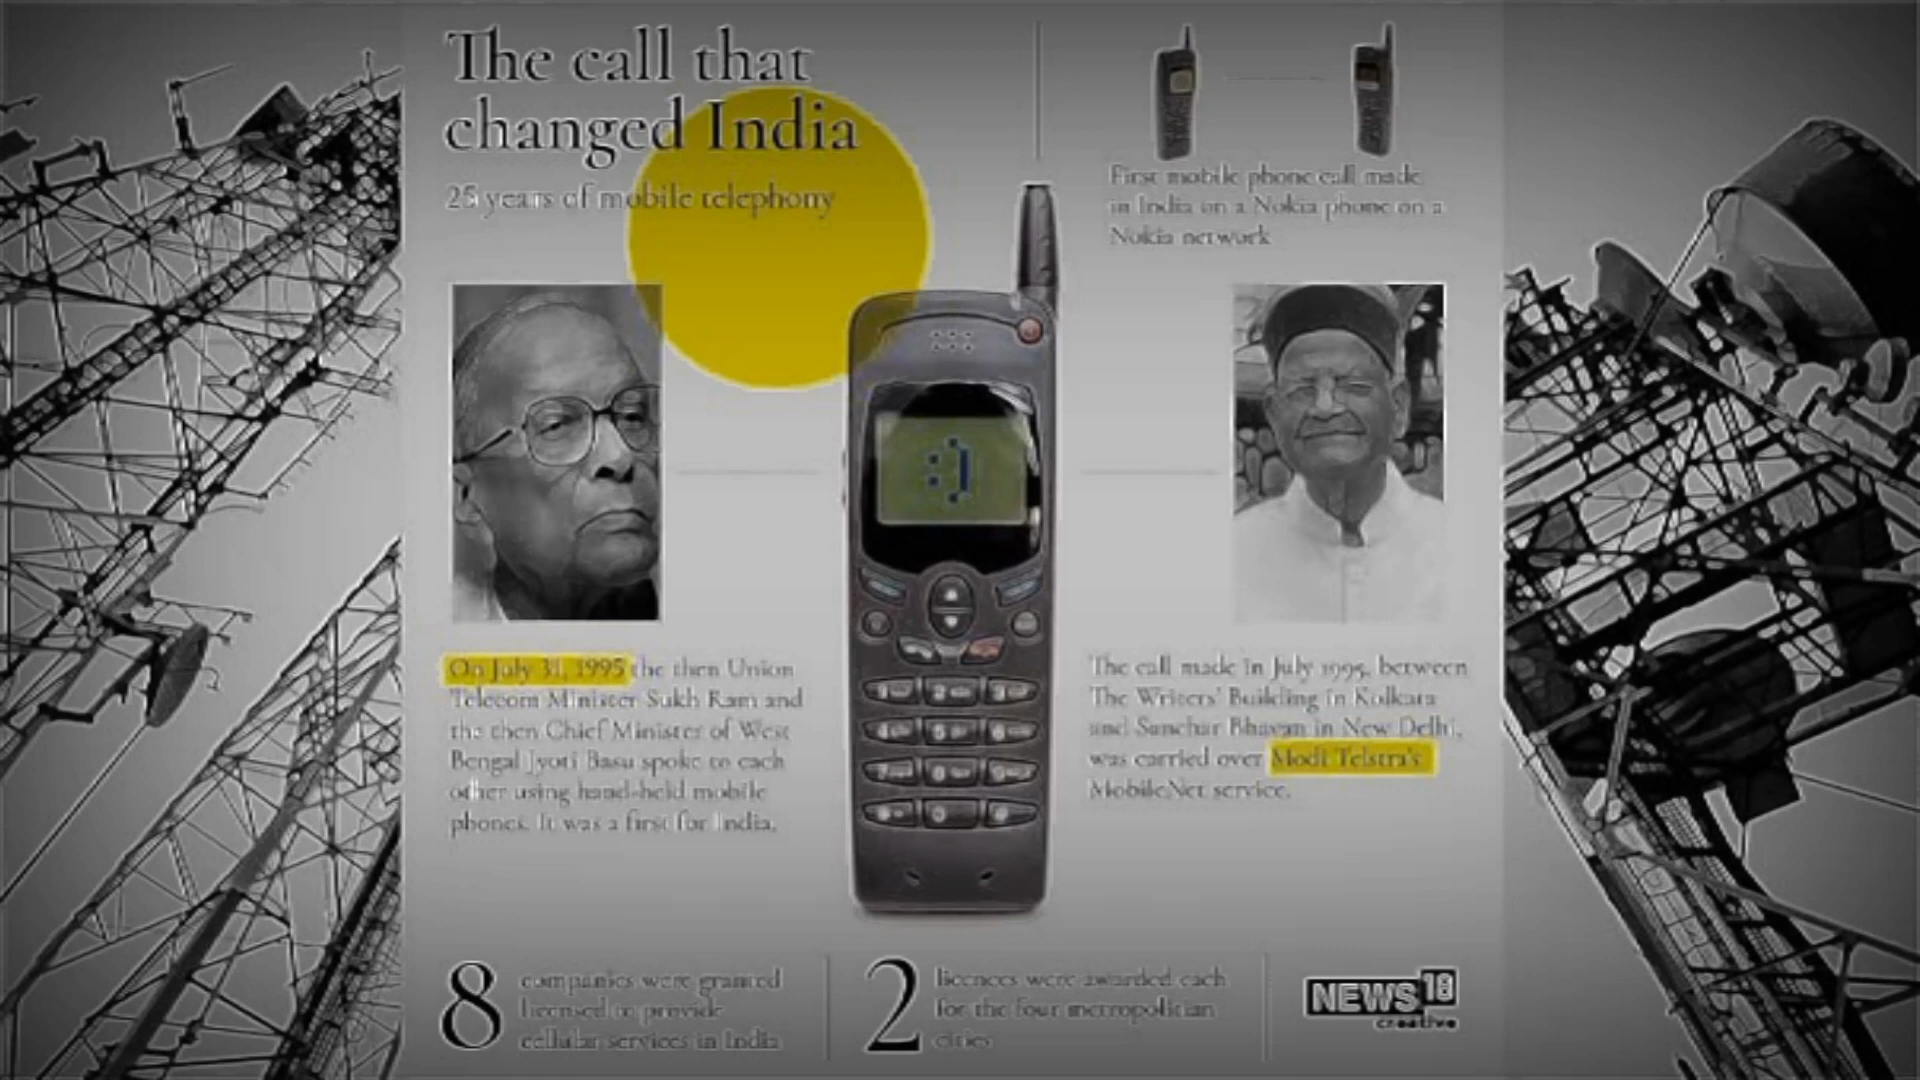 The call that
changed India
25 years of mobile telephony
First mobile phone call made
in India on a Nokia phone on a
Nokia network
On July 31, 1995 the then Union
Telecom Minister Sukh Ram and
the then Chief Minister of West
Bengal Jyoti Basu spoke to each
other using hand-held mobile
phones. It was a first for India.
The call made in July 1995, between
The Writers' Building in Kolkata
and Sanchar Bhavan in New Delhi,
was carried over Modi Telstra's
MobileNet service.
8 companies were granted
licensed to provide
cellular services in India
2 licences were awarded each
for the four metropolitian
cities
NEWS18
creative